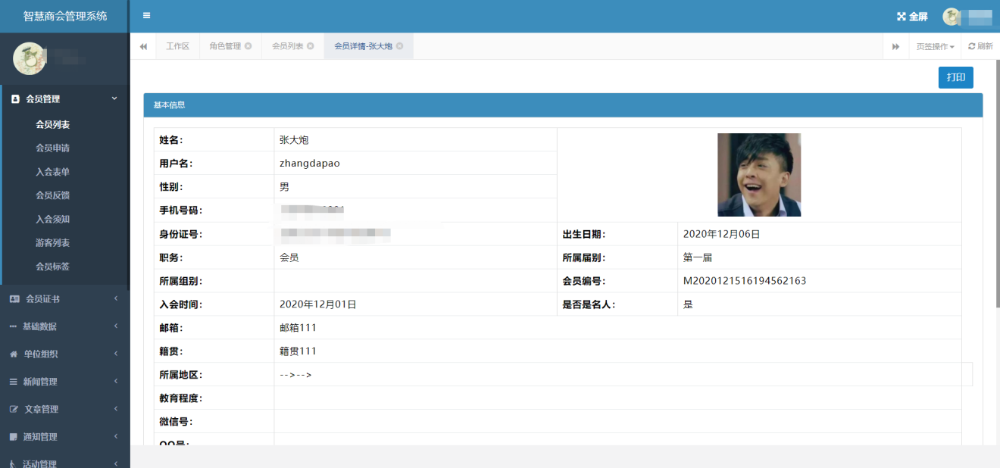 智慧商会管理系统
全屏
工作区
角色管理
会员列表
会员详情-张大炮
页签操作
刷新
会员管理
会员列表
会员申请
入会表单
会员反馈
入会须知
游客列表
会员标签
会员证书
基础数据
单位组织
新闻管理
文章管理
通知管理
活动管理
打印
基本信息
姓名： 张大炮
用户名： zhangdapao
性别： 男
手机号码：
身份证号： 出生日期： 2020年12月06日
职务： 会员 所属届别： 第一届
所属组别： 会员编号： M2020121516194562163
入会时间： 2020年12月01日 是否是名人： 是
邮箱： 邮箱111
籍贯： 籍贯111
所属地区： -->-->
教育程度：
微信号：
QQ号：